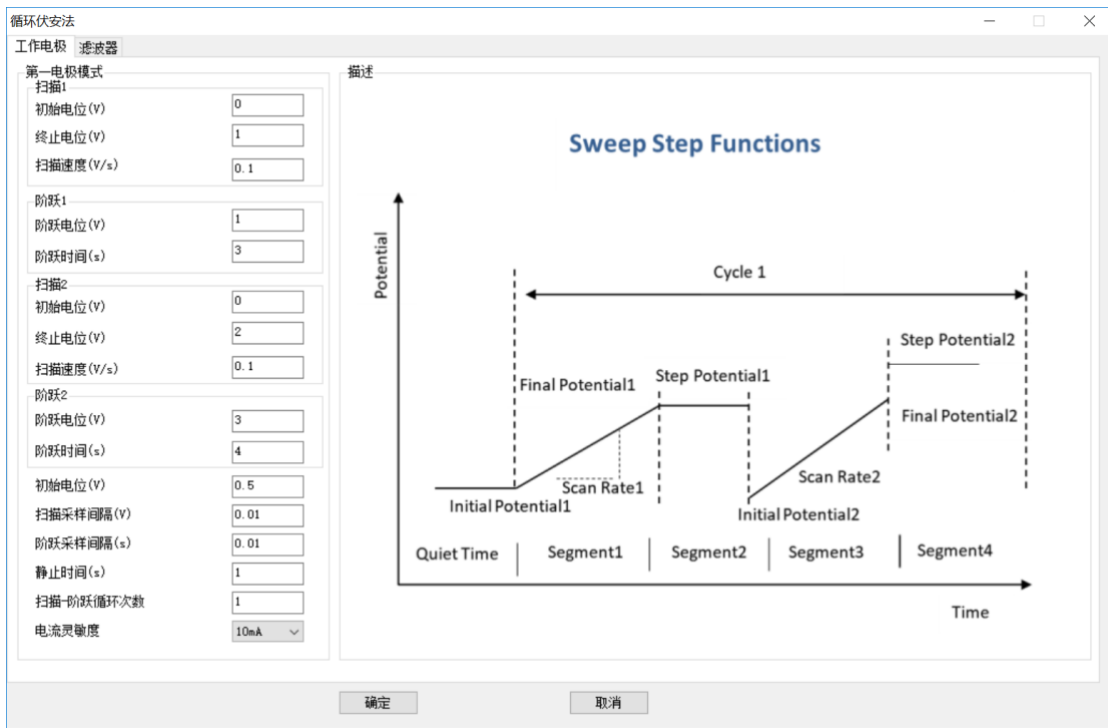 循环伏安法
工作电极 滤波器
第一电极模式
扫描1
初始电位(V) 0
终止电位(V) 1
扫描速度(V/s) 0.1
阶跃1
阶跃电位(V) 1
阶跃时间(s) 3
扫描2
初始电位(V) 0
终止电位(V) 2
扫描速度(V/s) 0.1
阶跃2
阶跃电位(V) 3
阶跃时间(s) 4
初始电位(V) 0.5
扫描采样间隔(V) 0.01
阶跃采样间隔(s) 0.01
静止时间(s) 1
扫描-阶跃循环次数 1
电流灵敏度 10mA
描述
Sweep Step Functions
Potential
Cycle 1
Step Potential2
Final Potential1
Step Potential1
Final Potential2
Scan Rate1
Scan Rate2
Initial Potential1
Initial Potential2
Quiet Time
Segment1
Segment2
Segment3
Segment4
Time
确定 取消